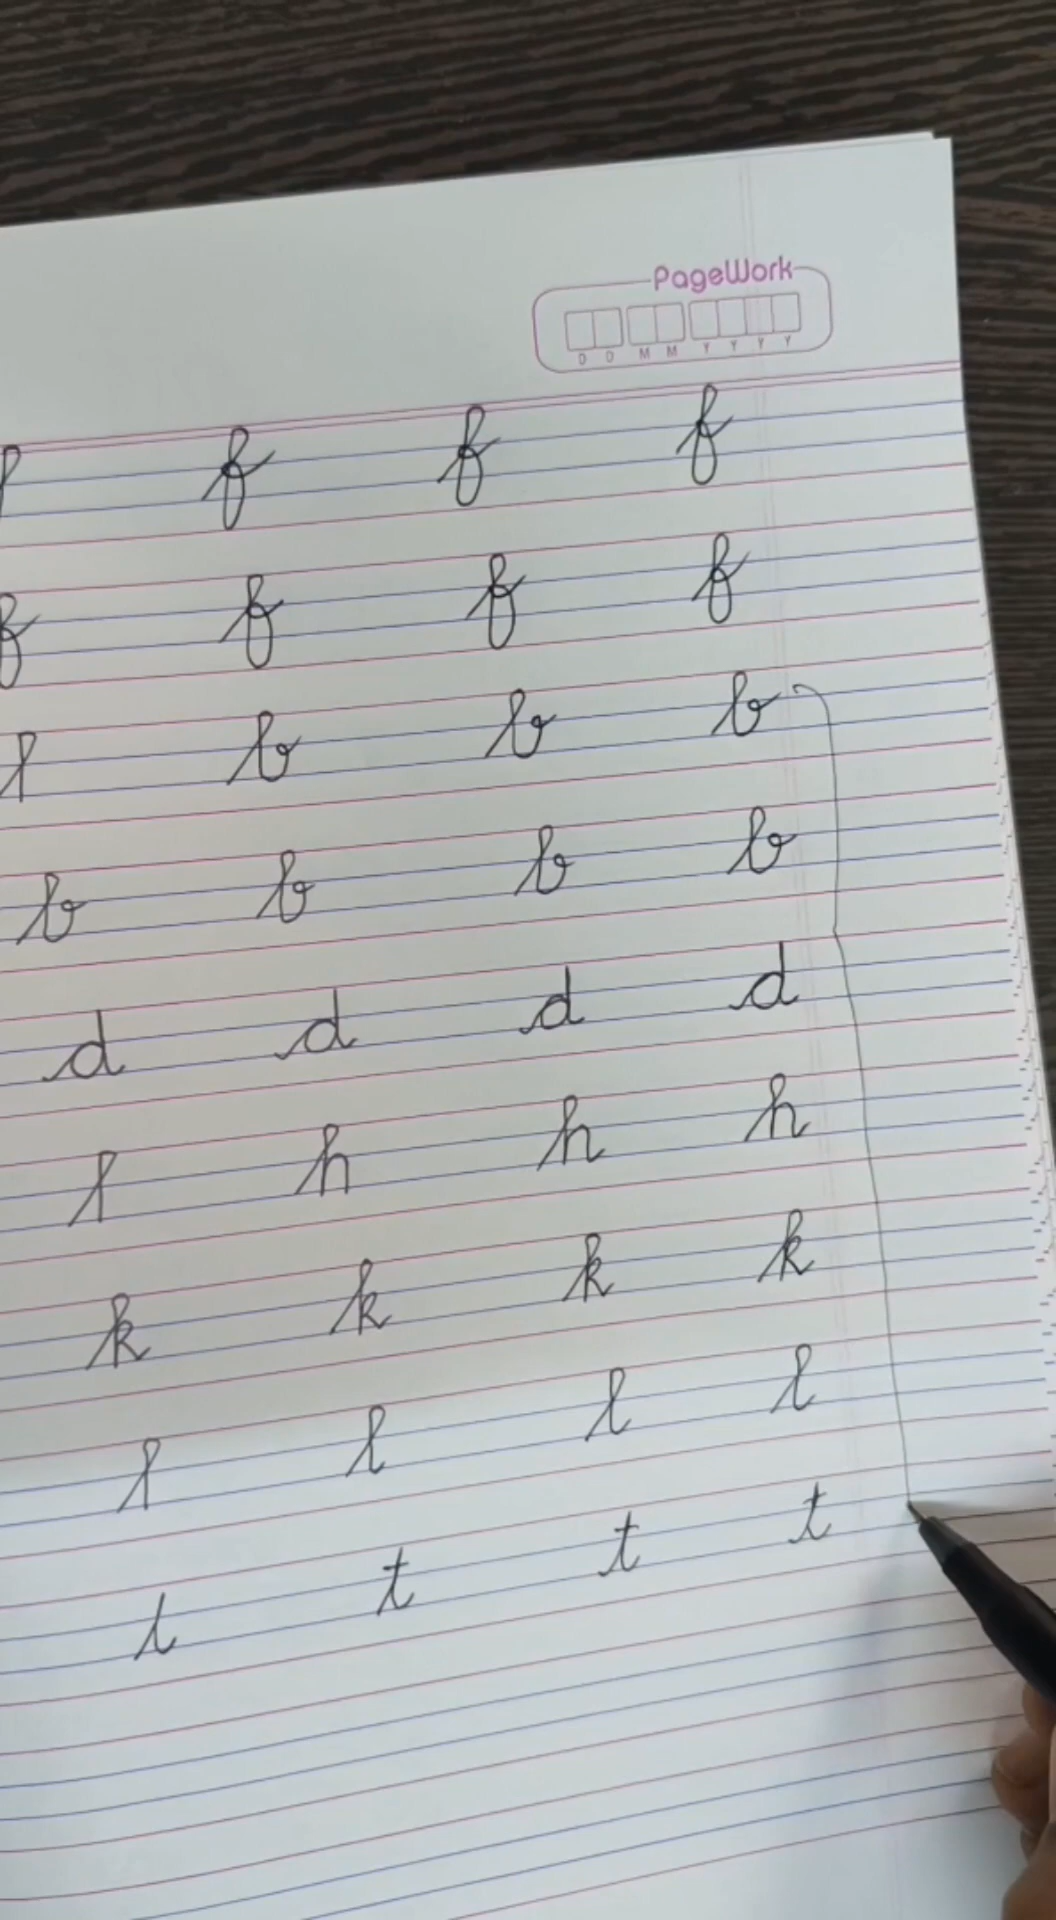 PageWork
D D M M Y Y Y Y
f f f
f f f f
b b b
b b b b
d d d d
h h h
k k k k
l l l
t t t